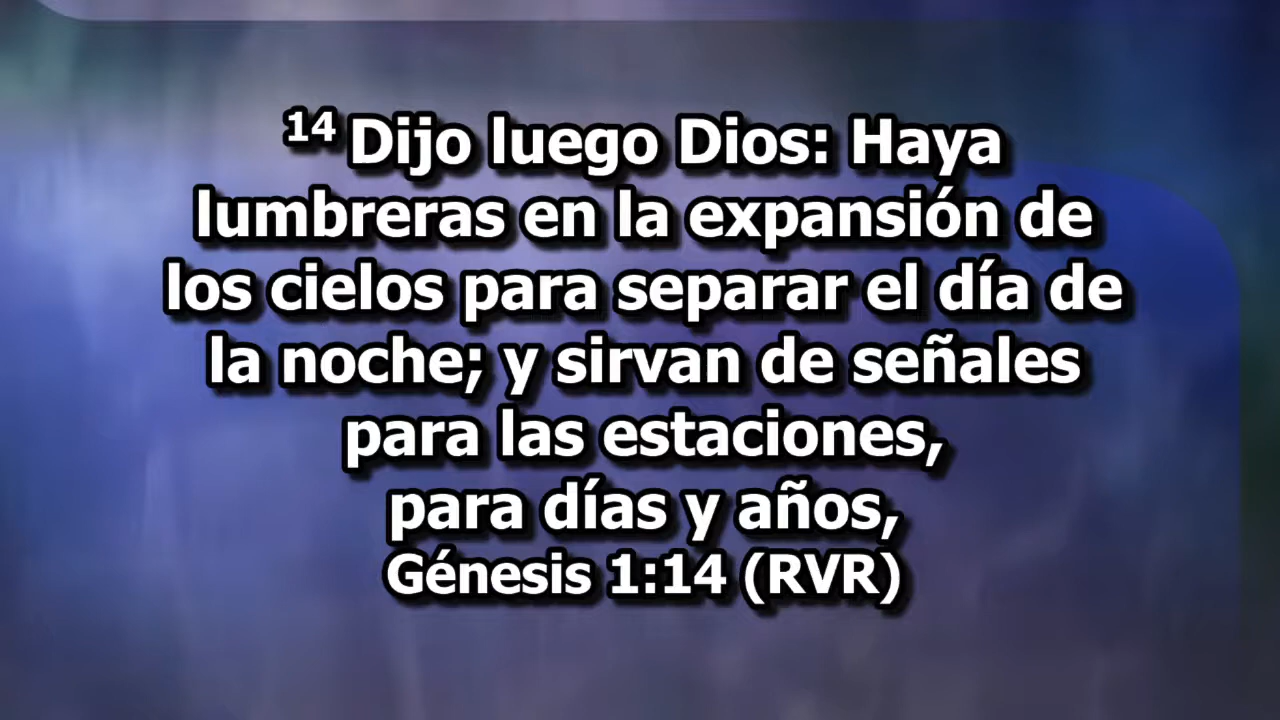 14 Dijo luego Dios: Haya
lumbreras en la expansión de
los cielos para separar el día de
la noche; y sirvan de señales
para las estaciones,
para días y años,
Génesis 1:14 (RVR)